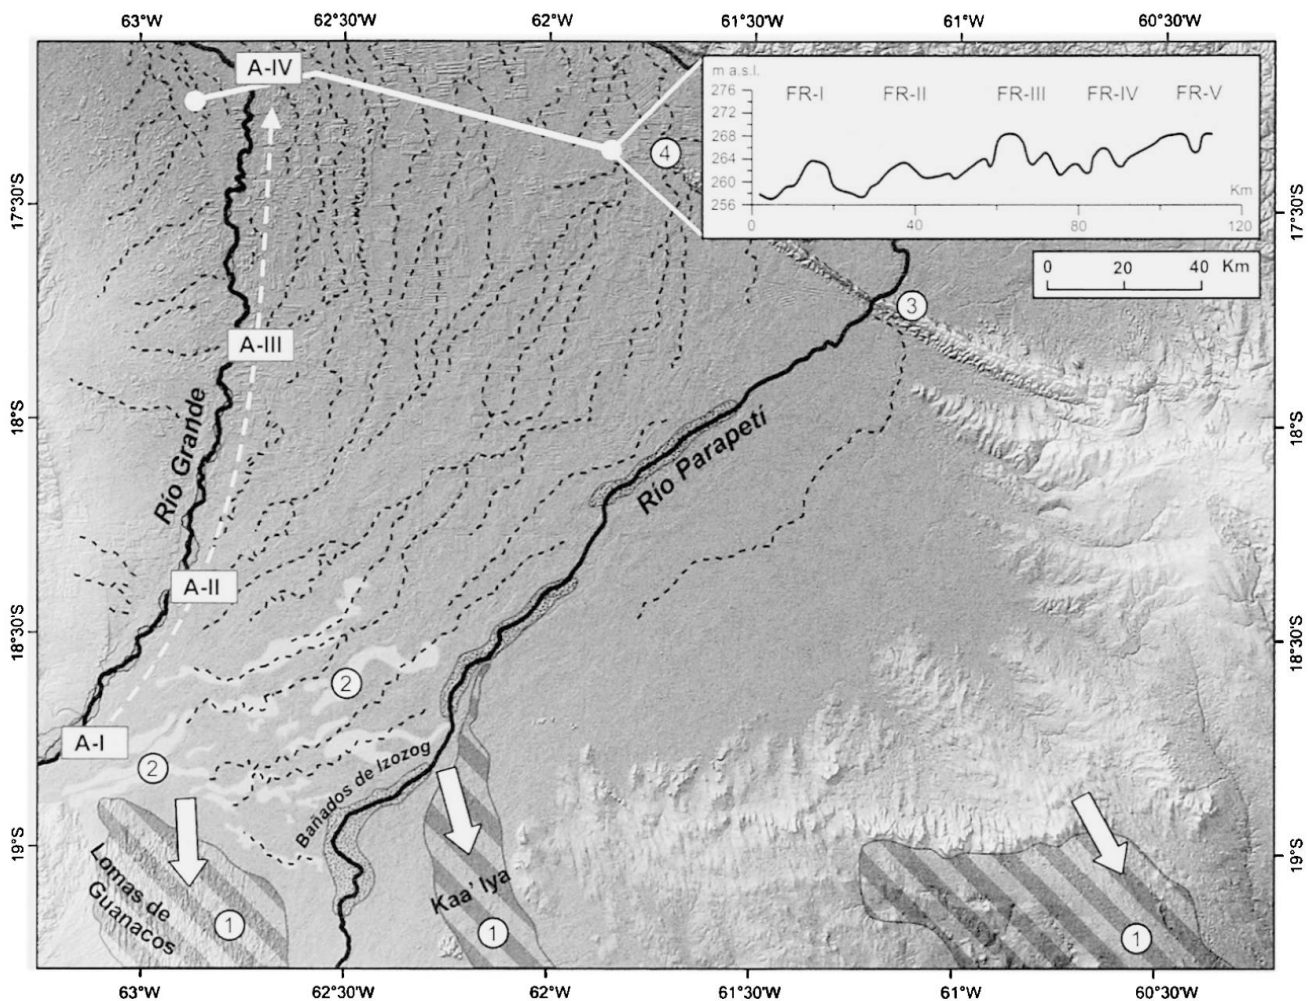 63°W 62°30'W 62°W 61°30'W 61°W 60°30'W
A-IV
m a.s.l.
276
272
268
264
260
256
FR-I FR-II FR-III FR-IV FR-V
Km
0 40 80 120
4
17°30'S
17°30'S
0 20 40 Km
3
A-III
Río Grande
Río Parapetí
18°S
18°S
A-II
18°30'S
18°30'S
2
A-I
2
Bañados de Izozog
19°S
19°S
Lomas de
Guanacos
Kaa' Iya
1
1
1
63°W 62°30'W 62°W 61°30'W 61°W 60°30'W